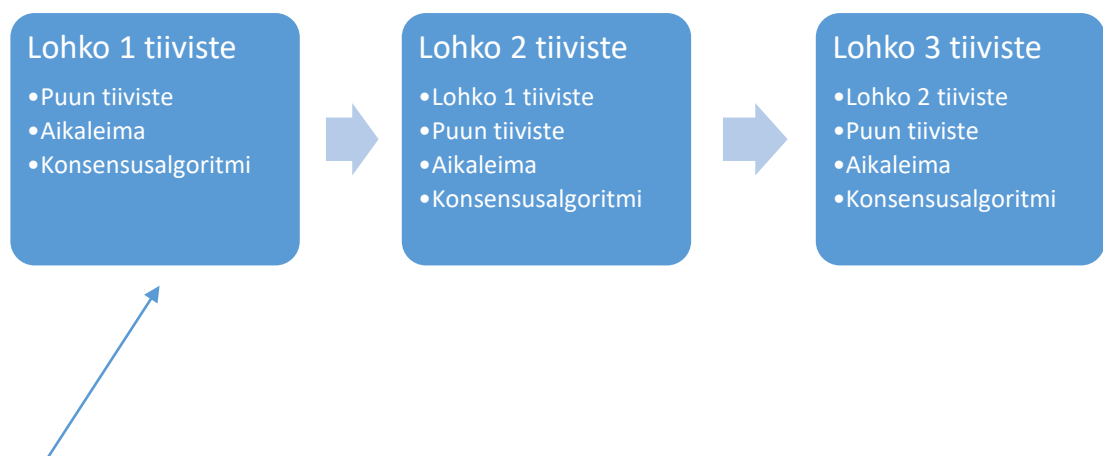 Lohko 1 tiiviste
•Puun tiiviste
•Aikaleima
•Konsensusalgoritmi
Lohko 2 tiiviste
•Lohko 1 tiiviste
•Puun tiiviste
•Aikaleima
•Konsensusalgoritmi
Lohko 3 tiiviste
•Lohko 2 tiiviste
•Puun tiiviste
•Aikaleima
•Konsensusalgoritmi